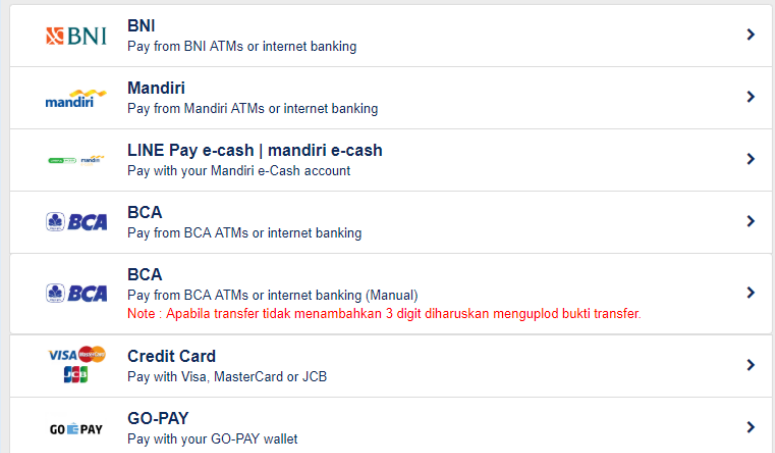 BNI
BNI
Pay from BNI ATMs or internet banking
mandiri
Mandiri
Pay from Mandiri ATMs or internet banking
mandiri
LINE Pay e-cash | mandiri e-cash
Pay with your Mandiri e-Cash account
BCA
BCA
Pay from BCA ATMs or internet banking
BCA
BCA
Pay from BCA ATMs or internet banking (Manual)
Note : Apabila transfer tidak menambahkan 3 digit diharuskan menguplod bukti transfer.
VISA MasterCard
JCB
Credit Card
Pay with Visa, MasterCard or JCB
GO PAY
GO-PAY
Pay with your GO-PAY wallet